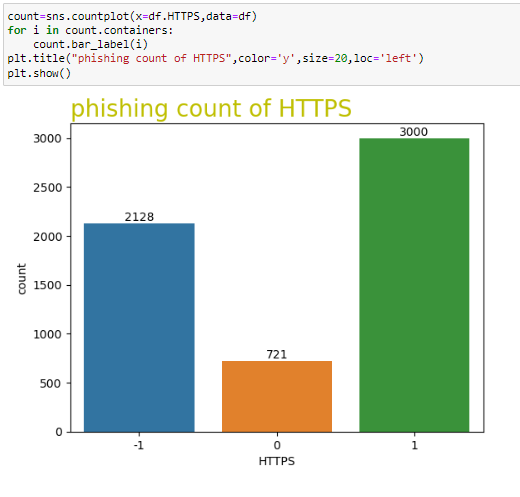 count=sns.countplot(x=df.HTTPS,data=df)
for i in count.containers:
    count.bar_label(i)
plt.title("phishing count of HTTPS",color='y',size=20,loc='left')
plt.show()
phishing count of HTTPS
3000
2500
2000
1500
1000
500
0
count
2128
721
3000
-1 0 1
HTTPS